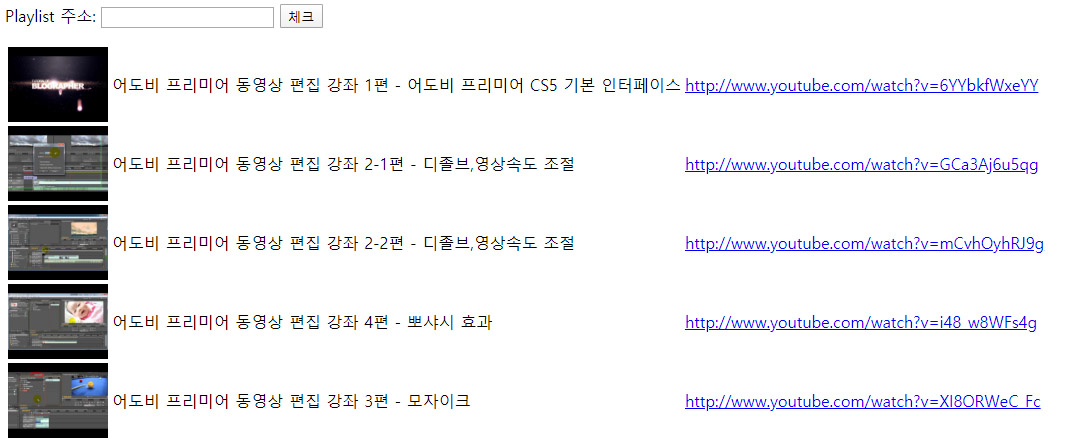 Playlist 주소: 체크
BLOGRAPHER
어도비 프리미어 동영상 편집 강좌 1편 - 어도비 프리미어 CS5 기본 인터페이스 http://www.youtube.com/watch?v=6YYbkfWxeYY
어도비 프리미어 동영상 편집 강좌 2-1편 - 디졸브,영상속도 조절 http://www.youtube.com/watch?v=GCa3Aj6u5qg
어도비 프리미어 동영상 편집 강좌 2-2편 - 디졸브,영상속도 조절 http://www.youtube.com/watch?v=mCvhOyhRJ9g
어도비 프리미어 동영상 편집 강좌 4편 - 뽀샤시 효과 http://www.youtube.com/watch?v=i48_w8WFs4g
어도비 프리미어 동영상 편집 강좌 3편 - 모자이크 http://www.youtube.com/watch?v=XI8ORWeC_Fc